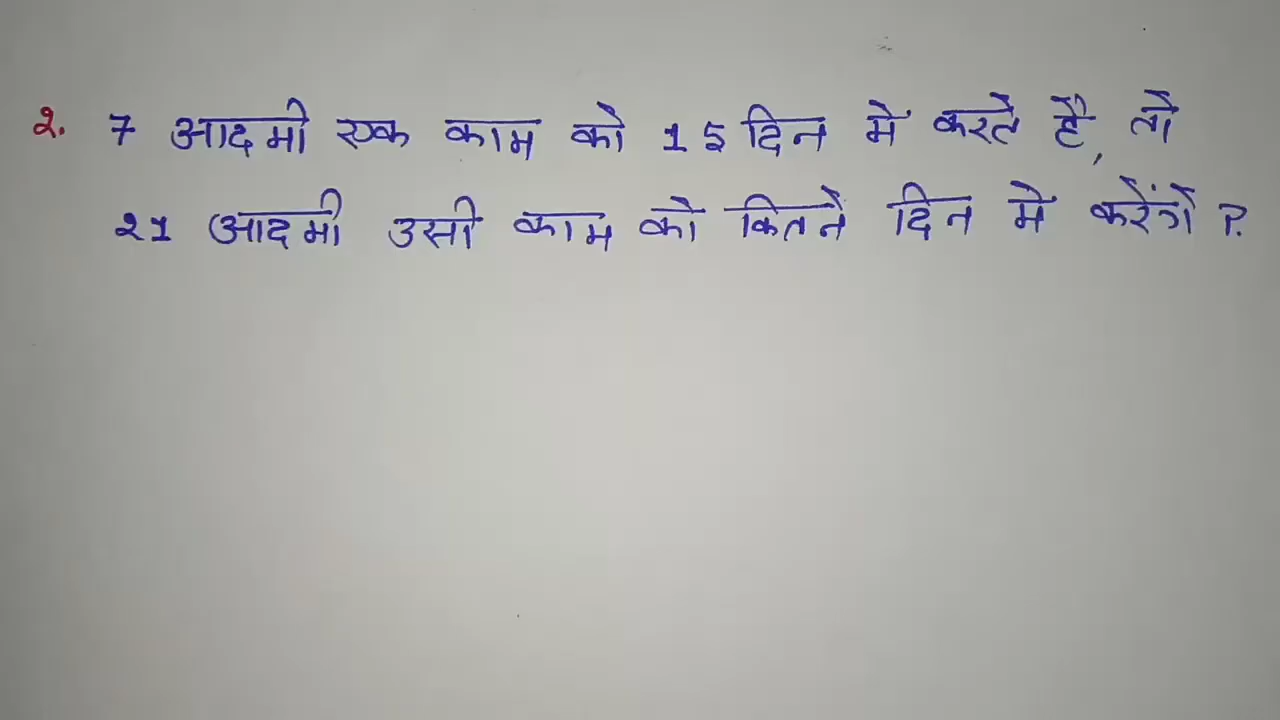 2. 7 आदमी एक काम को 15 दिन में करते है, तो
21 आदमी उसी काम को कितने दिन में करेंगे ?